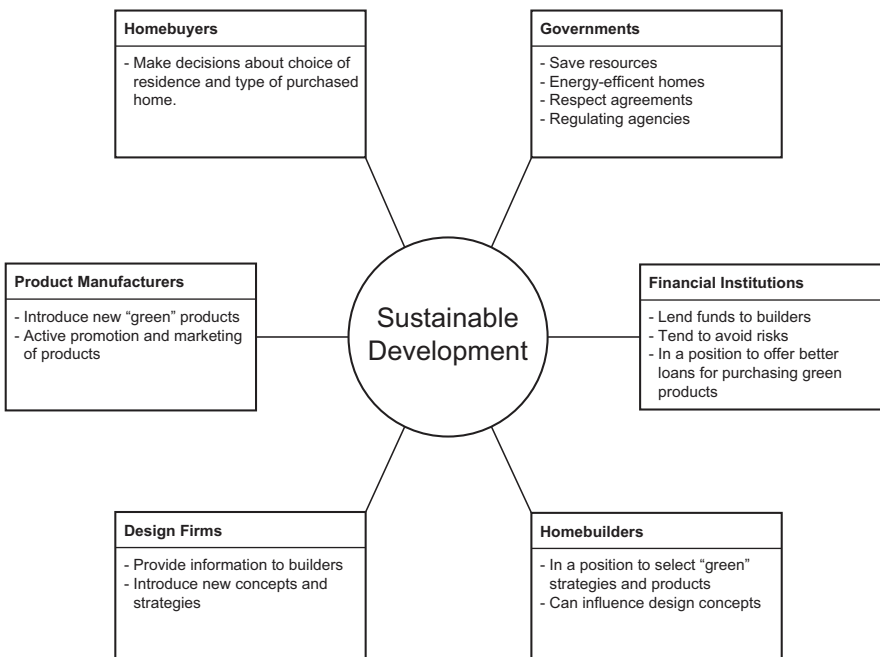 Homebuyers
- Make decisions about choice of
residence and type of purchased
home.
Governments
- Save resources
- Energy-efficent homes
- Respect agreements
- Regulating agencies
Product Manufacturers
- Introduce new “green” products
- Active promotion and marketing
of products
Sustainable
Development
Financial Institutions
- Lend funds to builders
- Tend to avoid risks
- In a position to offer better
loans for purchasing green
products
Design Firms
- Provide information to builders
- Introduce new concepts and
strategies
Homebuilders
- In a position to select “green”
strategies and products
- Can influence design concepts